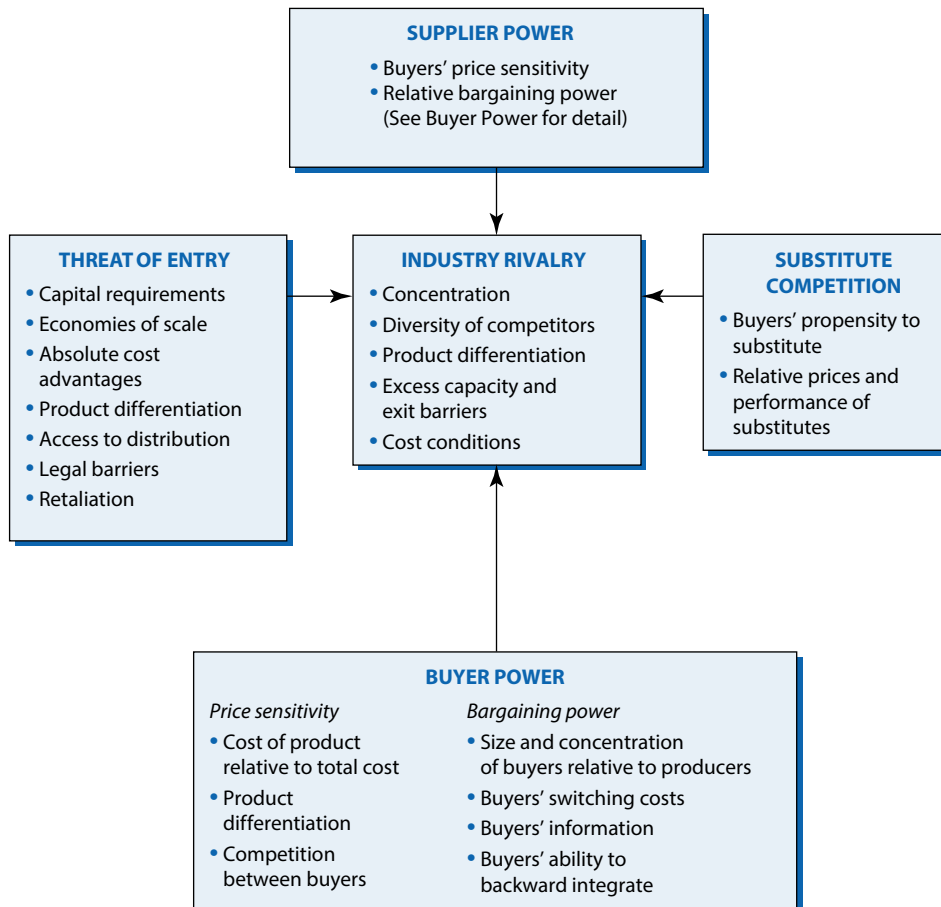 SUPPLIER POWER
• Buyers’ price sensitivity
• Relative bargaining power
(See Buyer Power for detail)
THREAT OF ENTRY
• Capital requirements
• Economies of scale
• Absolute cost
advantages
• Product differentiation
• Access to distribution
• Legal barriers
• Retaliation
INDUSTRY RIVALRY
• Concentration
• Diversity of competitors
• Product differentiation
• Excess capacity and
exit barriers
• Cost conditions
SUBSTITUTE
COMPETITION
• Buyers’ propensity to
substitute
• Relative prices and
performance of
substitutes
BUYER POWER
Price sensitivity
• Cost of product
relative to total cost
• Product
differentiation
• Competition
between buyers
Bargaining power
• Size and concentration
of buyers relative to producers
• Buyers’ switching costs
• Buyers’ information
• Buyers’ ability to
backward integrate